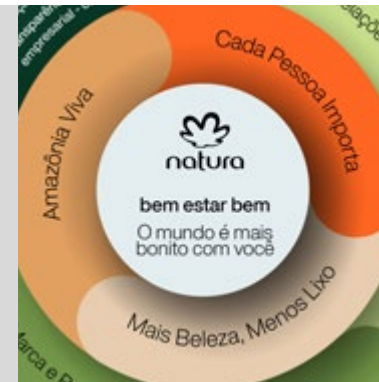 empresarial
elações
Amazônia Viva
Cada Pessoa Importa
natura
bem estar bem
O mundo é mais
bonito com você
Mais Beleza, Menos Lixo